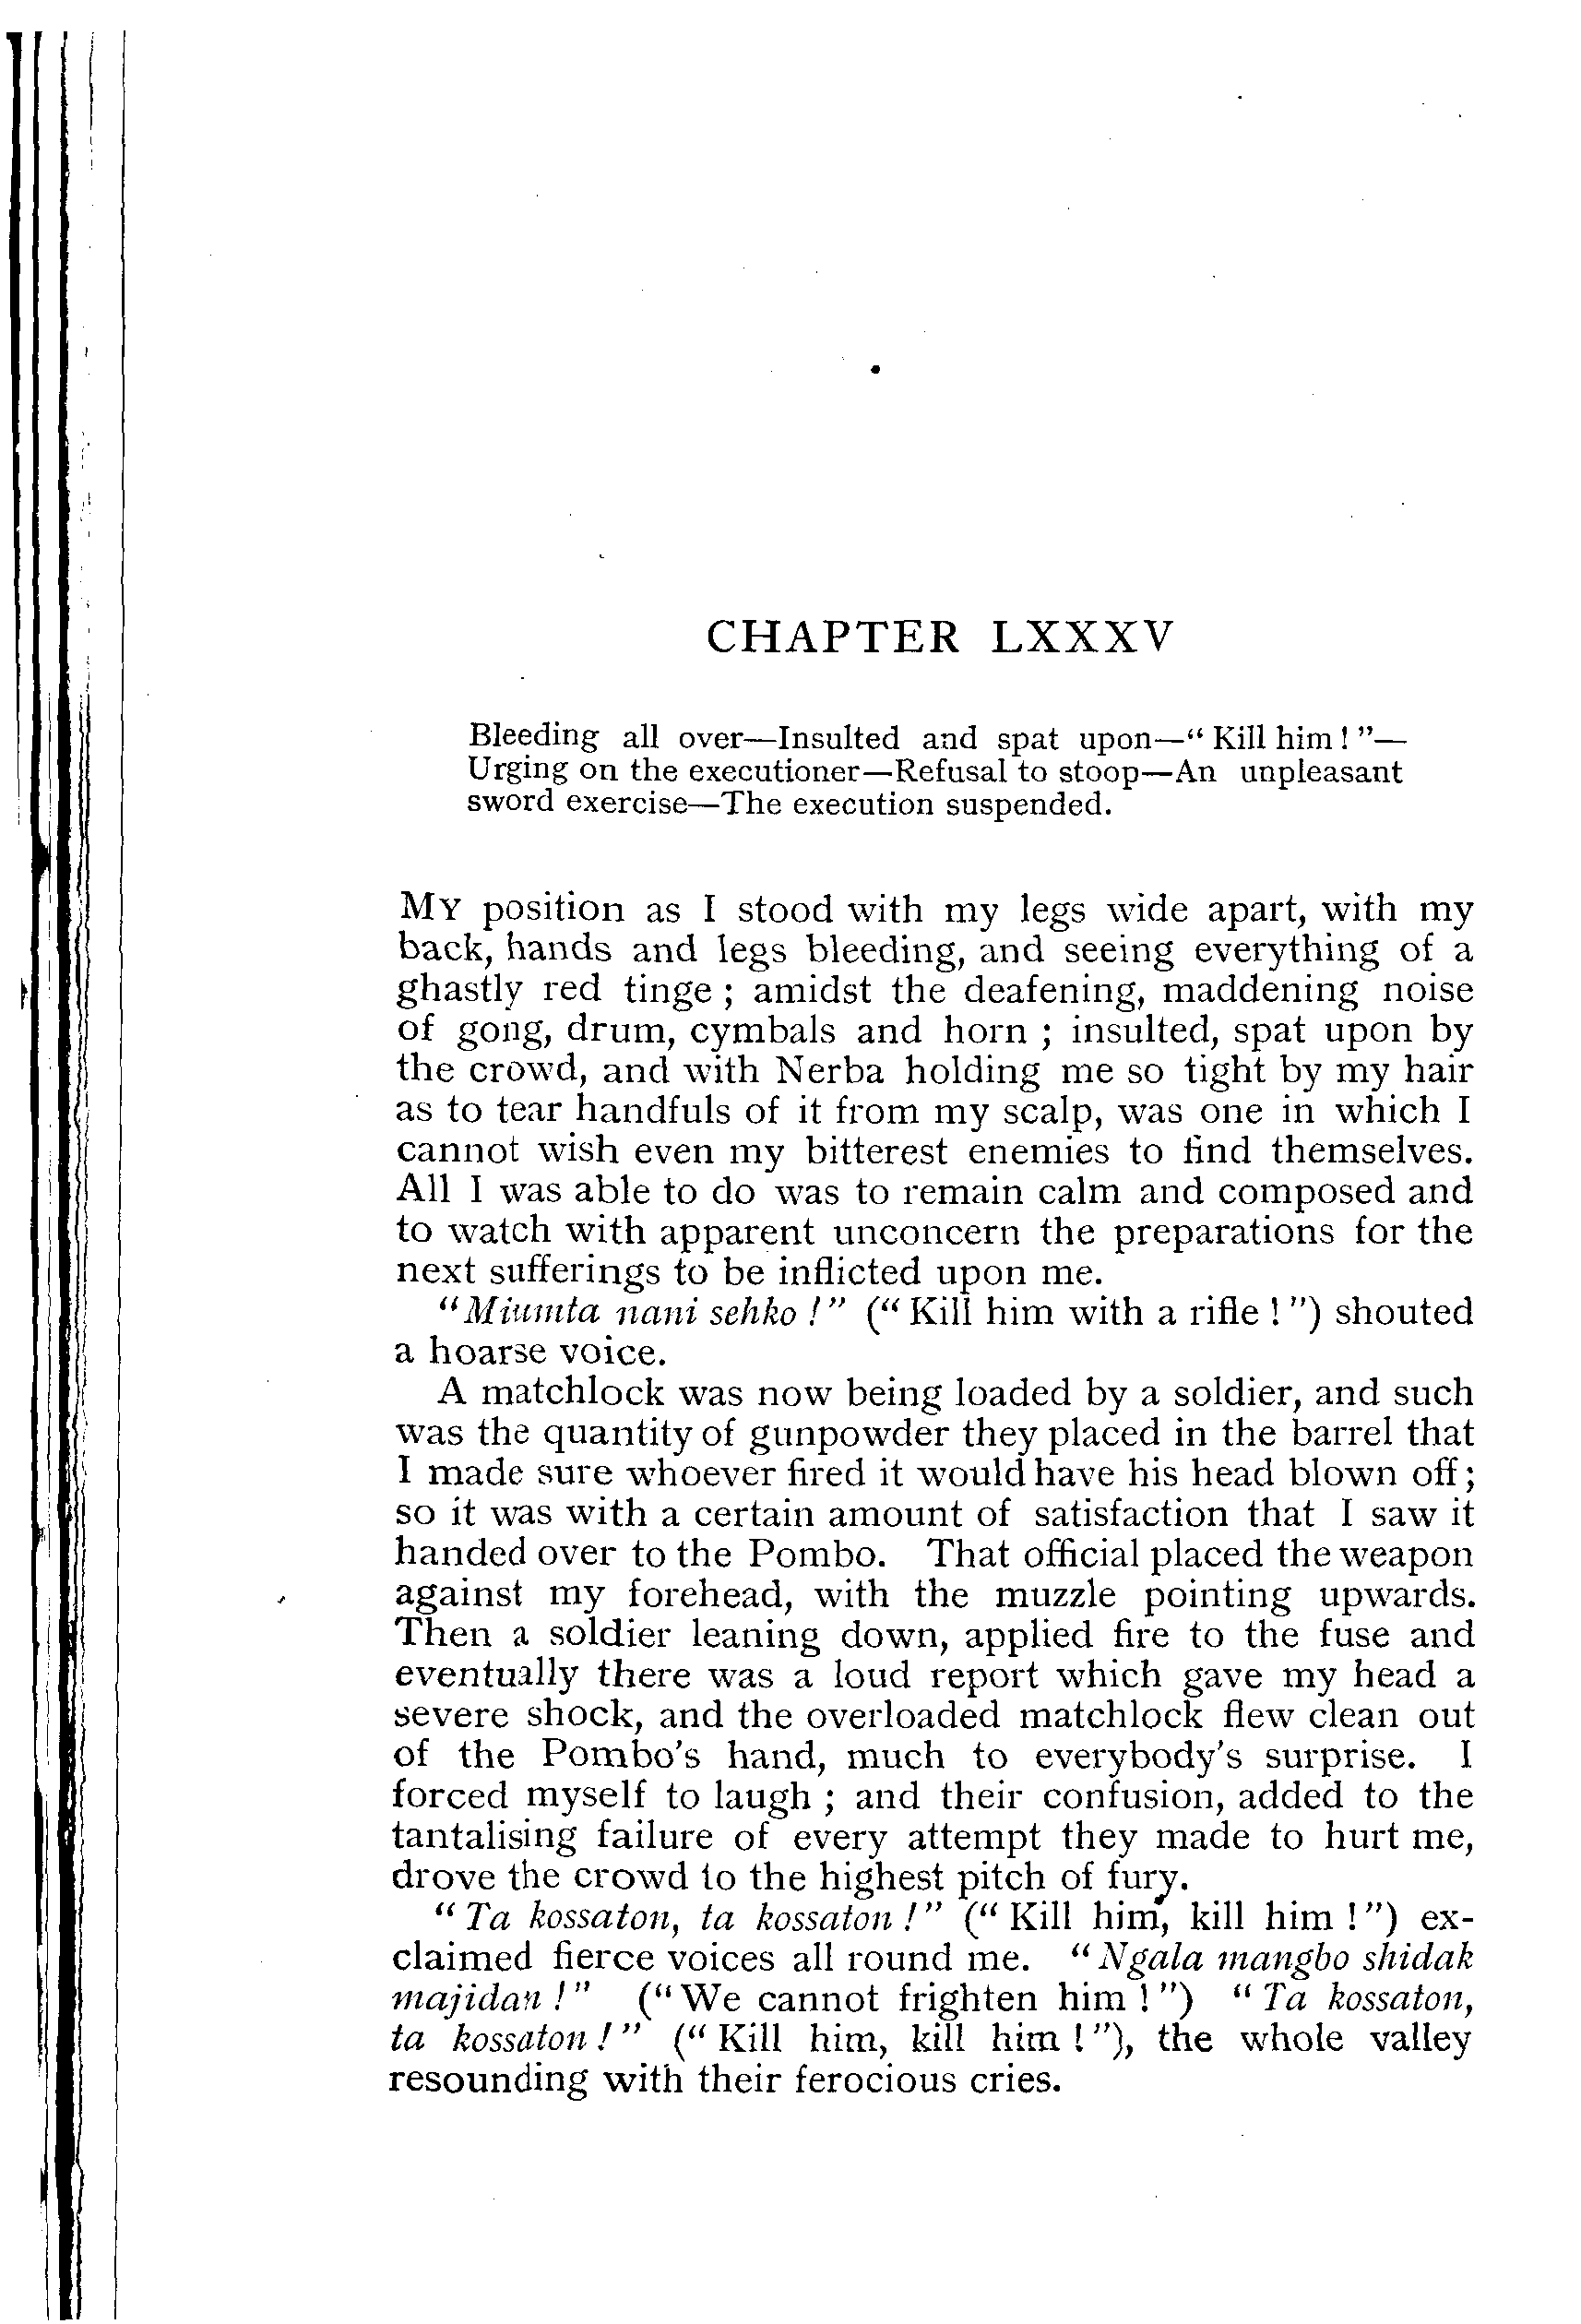 CHAPTER LXXXV
Bleeding all over—Insulted and spat upon—“Kill him!”—
Urging on the executioner—Refusal to stoop—An unpleasant
sword exercise—The execution suspended.
MY position as I stood with my legs wide apart, with my
back, hands and legs bleeding, and seeing everything of a
ghastly red tinge; amidst the deafening, maddening noise
of gong, drum, cymbals and horn; insulted, spat upon by
the crowd, and with Nerba holding me so tight by my hair
as to tear handfuls of it from my scalp, was one in which I
cannot wish even my bitterest enemies to find themselves.
All I was able to do was to remain calm and composed and
to watch with apparent unconcern the preparations for the
next sufferings to be inflicted upon me.
“Miumta nani sehko!” (“Kill him with a rifle!”) shouted
a hoarse voice.
A matchlock was now being loaded by a soldier, and such
was the quantity of gunpowder they placed in the barrel that
I made sure whoever fired it would have his head blown off;
so it was with a certain amount of satisfaction that I saw it
handed over to the Pombo. That official placed the weapon
against my forehead, with the muzzle pointing upwards.
Then a soldier leaning down, applied fire to the fuse and
eventually there was a loud report which gave my head a
severe shock, and the overloaded matchlock flew clean out
of the Pombo's hand, much to everybody's surprise. I
forced myself to laugh; and their confusion, added to the
tantalising failure of every attempt they made to hurt me,
drove the crowd to the highest pitch of fury.
“Ta kossaton, ta kossaton!” (“Kill him, kill him!”) ex-
claimed fierce voices all round me. “Ngala mangbo shidak
majidan!” (“We cannot frighten him!”) “Ta kossaton,
ta kossaton!” (“Kill him, kill him!”), the whole valley
resounding with their ferocious cries.